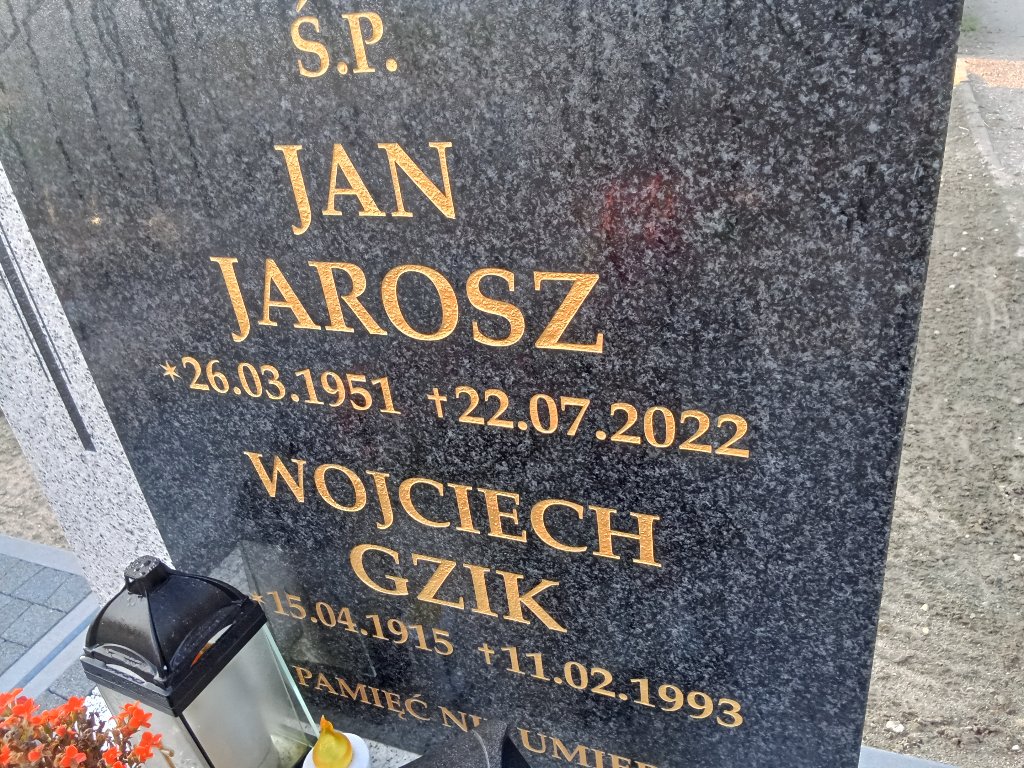 Ś.P.
JAN
JAROSZ
*26.03.1951 †22.07.2022
WOJCIECH
GZIK
*15.04.1915 †11.02.1993
PAMIĘĆ